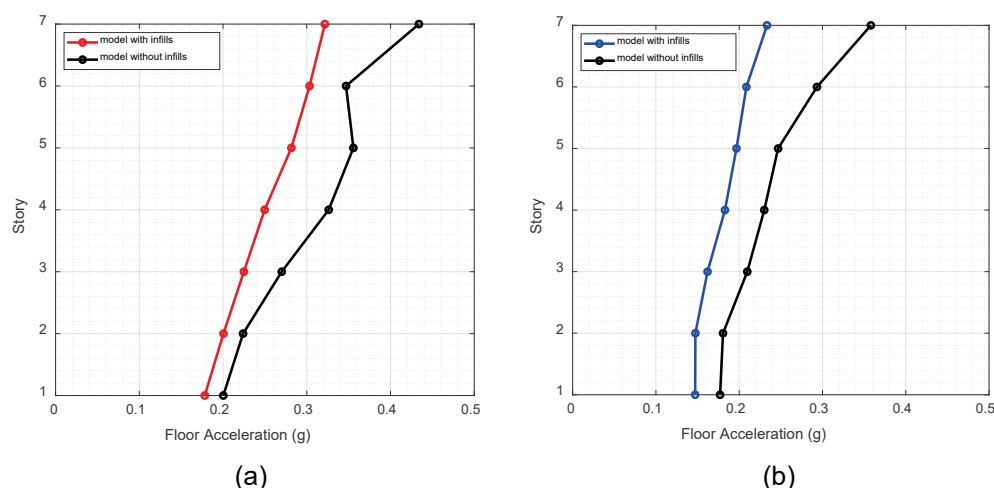 7
6
5
4
3
2
1
Story
model with infills
model without infills
0
0.1
0.2
0.3
0.4
0.5
Floor Acceleration (g)
(a)
7
6
5
4
3
2
1
Story
model with infills
model without infills
0
0.1
0.2
0.3
0.4
0.5
Floor Acceleration (g)
(b)